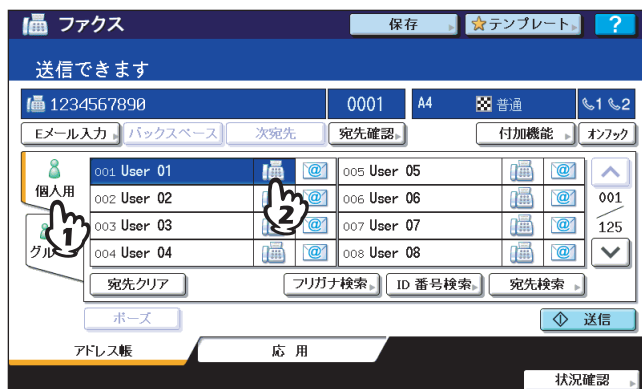 ファクス 保存 テンプレート ?
送信できます
1234567890 0001 A4 普通 1 2
Eメール入力 バックスペース 次宛先 宛先確認 付加機能 オンフック
個人用
001 User 01 @ 005 User 05 @
002 User 02 @ 006 User 06 @
003 User 03 @ 007 User 07 @
004 User 04 @ 008 User 08 @
001
125
1
2
宛先クリア フリガナ検索 ID 番号検索 宛先検索
ポーズ 送信
アドレス帳 応用
状況確認